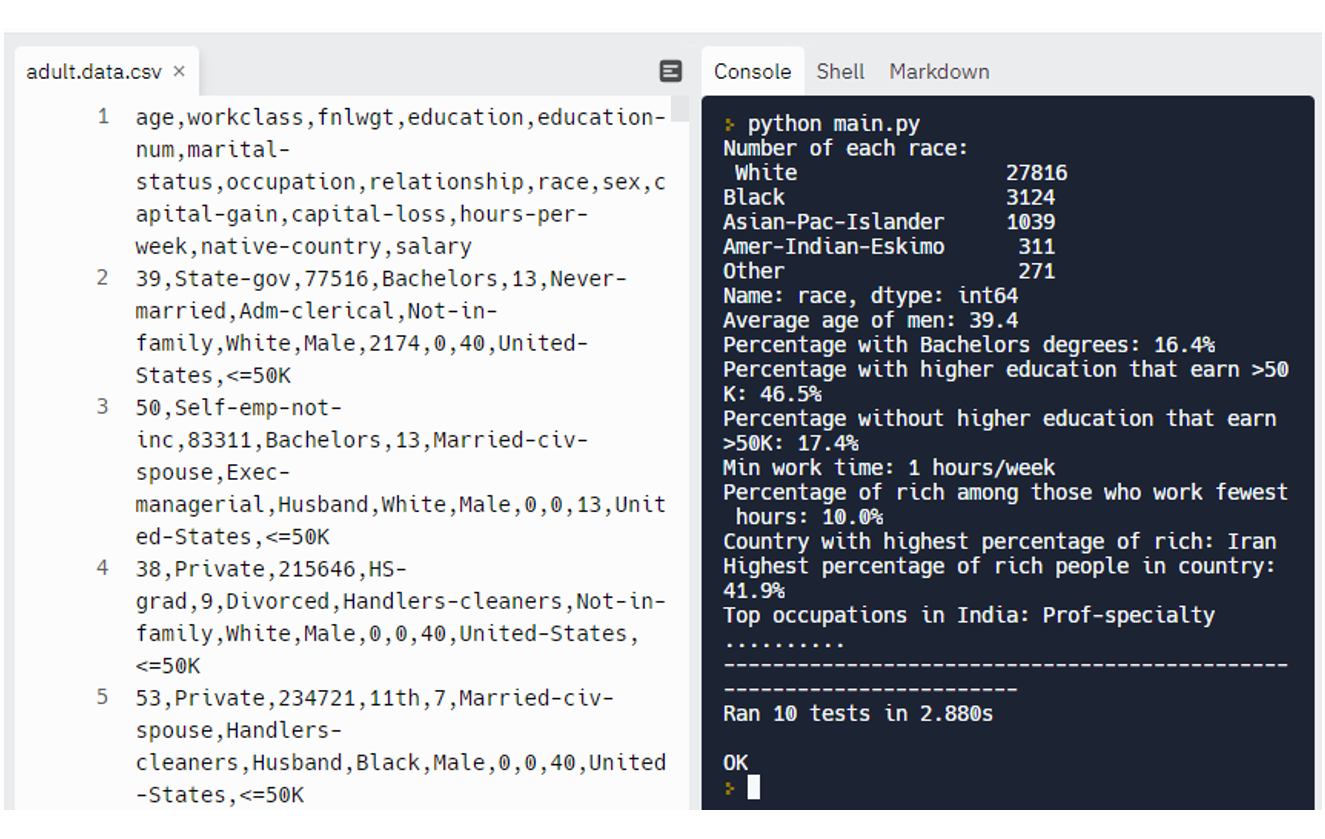 adult.data.csv ×
1 age,workclass,fnlwgt,education,education-
num,marital-
status,occupation,relationship,race,sex,c
apital-gain,capital-loss,hours-per-
week,native-country,salary
2 39,State-gov,77516,Bachelors,13,Never-
married,Adm-clerical,Not-in-
family,White,Male,2174,0,40,United-
States,<=50K
3 50,Self-emp-not-
inc,83311,Bachelors,13,Married-civ-
spouse,Exec-
managerial,Husband,White,Male,0,0,13,Unit
ed-States,<=50K
4 38,Private,215646,HS-
grad,9,Divorced,Handlers-cleaners,Not-in-
family,White,Male,0,0,40,United-States,
<=50K
5 53,Private,234721,11th,7,Married-civ-
spouse,Handlers-
cleaners,Husband,Black,Male,0,0,40,United
-States,<=50K
Console Shell Markdown
python main.py
Number of each race:
White 27816
Black 3124
Asian-Pac-Islander 1039
Amer-Indian-Eskimo 311
Other 271
Name: race, dtype: int64
Average age of men: 39.4
Percentage with Bachelors degrees: 16.4%
Percentage with higher education that earn >50
K: 46.5%
Percentage without higher education that earn
>50K: 17.4%
Min work time: 1 hours/week
Percentage of rich among those who work fewest
hours: 10.0%
Country with highest percentage of rich: Iran
Highest percentage of rich people in country:
41.9%
Top occupations in India: Prof-specialty
..........
----------------------------------------------
------------------------
Ran 10 tests in 2.880s
OK